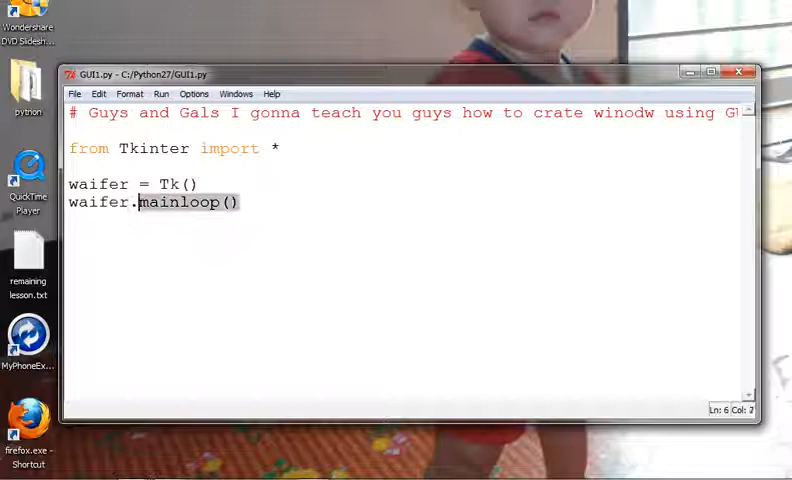 Wondershare
DVD Slidesh...
python
QuickTime
Player
remaining
lesson.txt
MyPhoneEx...
firefox.exe -
Shortcut
GUI1.py - C:/Python27/GUI1.py
File Edit Format Run Options Windows Help
# Guys and Gals I gonna teach you guys how to crate winodw using GU
from Tkinter import *
waifer = Tk()
waifer.mainloop()
Ln: 6 Col: 7